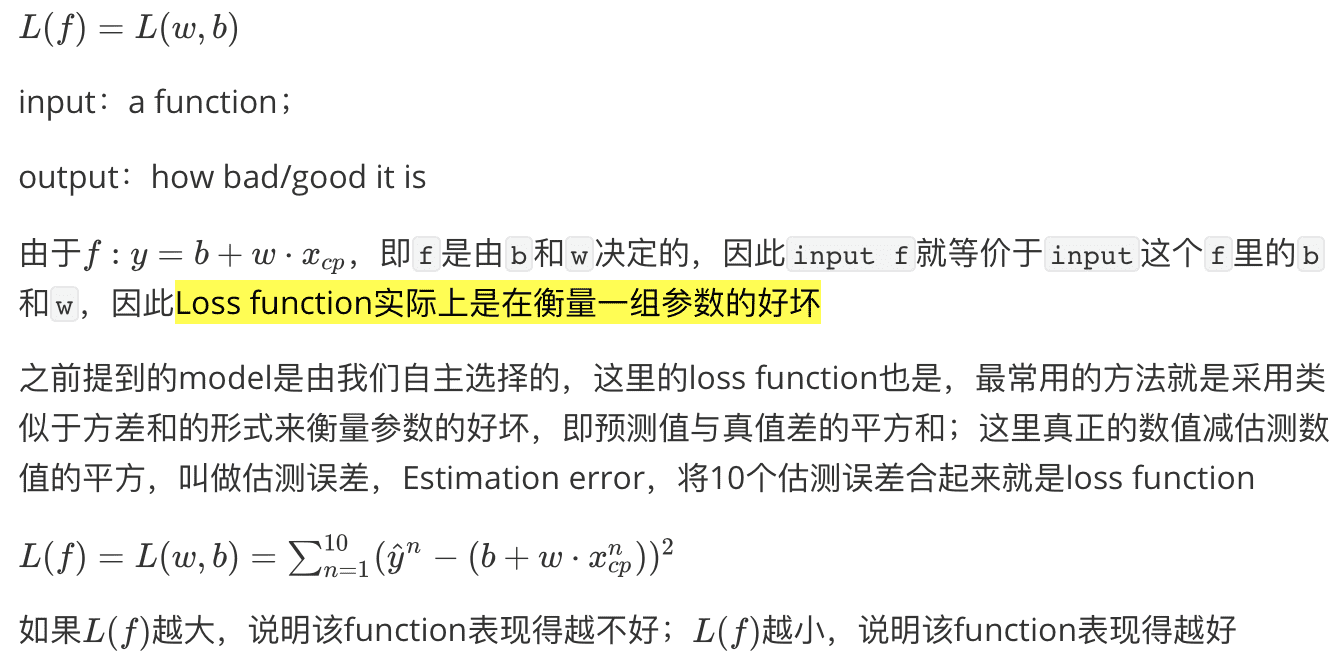 L(f) = L(w, b)
input：a function；
output：how bad/good it is
由于f : y = b + w · x_{cp}，即f是由b和w决定的，因此input f就等价于input这个f里的b
和w，因此Loss function实际上是在衡量一组参数的好坏
之前提到的model是由我们自主选择的，这里的loss function也是，最常用的方法就是采用类
似于方差和的形式来衡量参数的好坏，即预测值与真值差的平方和；这里真正的数值减估测数
值的平方，叫做估测误差，Estimation error，将10个估测误差合起来就是loss function
L(f) = L(w, b) = ∑_{n=1}^{10}(ŷ^n − (b + w · x_{cp}^n))^2
如果L(f)越大，说明该function表现得越不好；L(f)越小，说明该function表现得越好